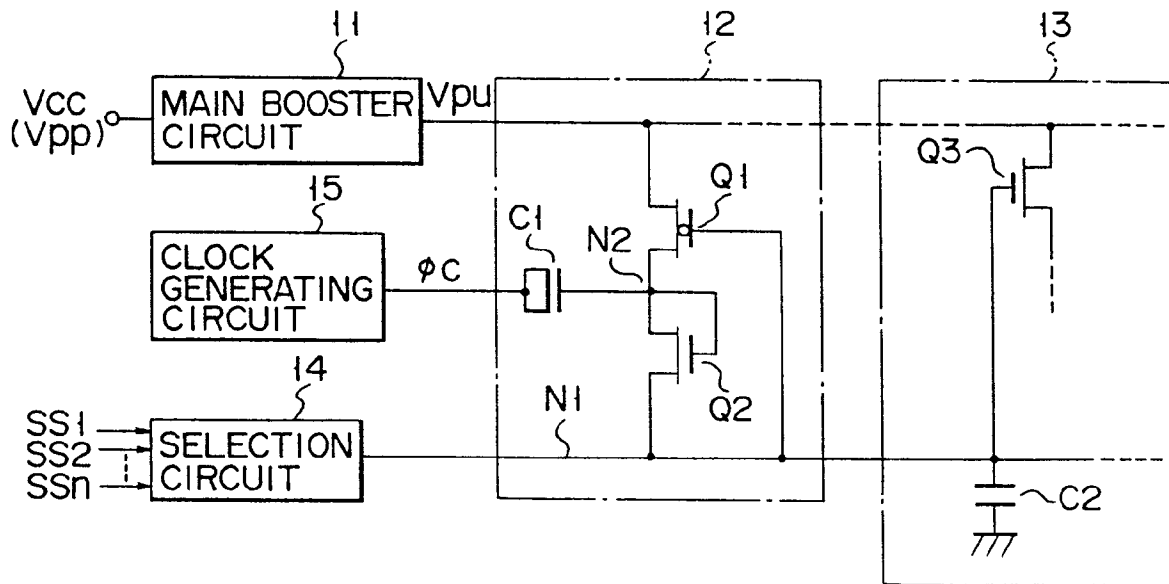 11
12
13
VCC
(Vpp)
MAIN BOOSTER
CIRCUIT
Vpu
Q3
15
Q1
C1
N2
CLOCK
GENERATING
CIRCUIT
φC
14
Q2
N1
SS1
SS2
SSn
SELECTION
CIRCUIT
C2